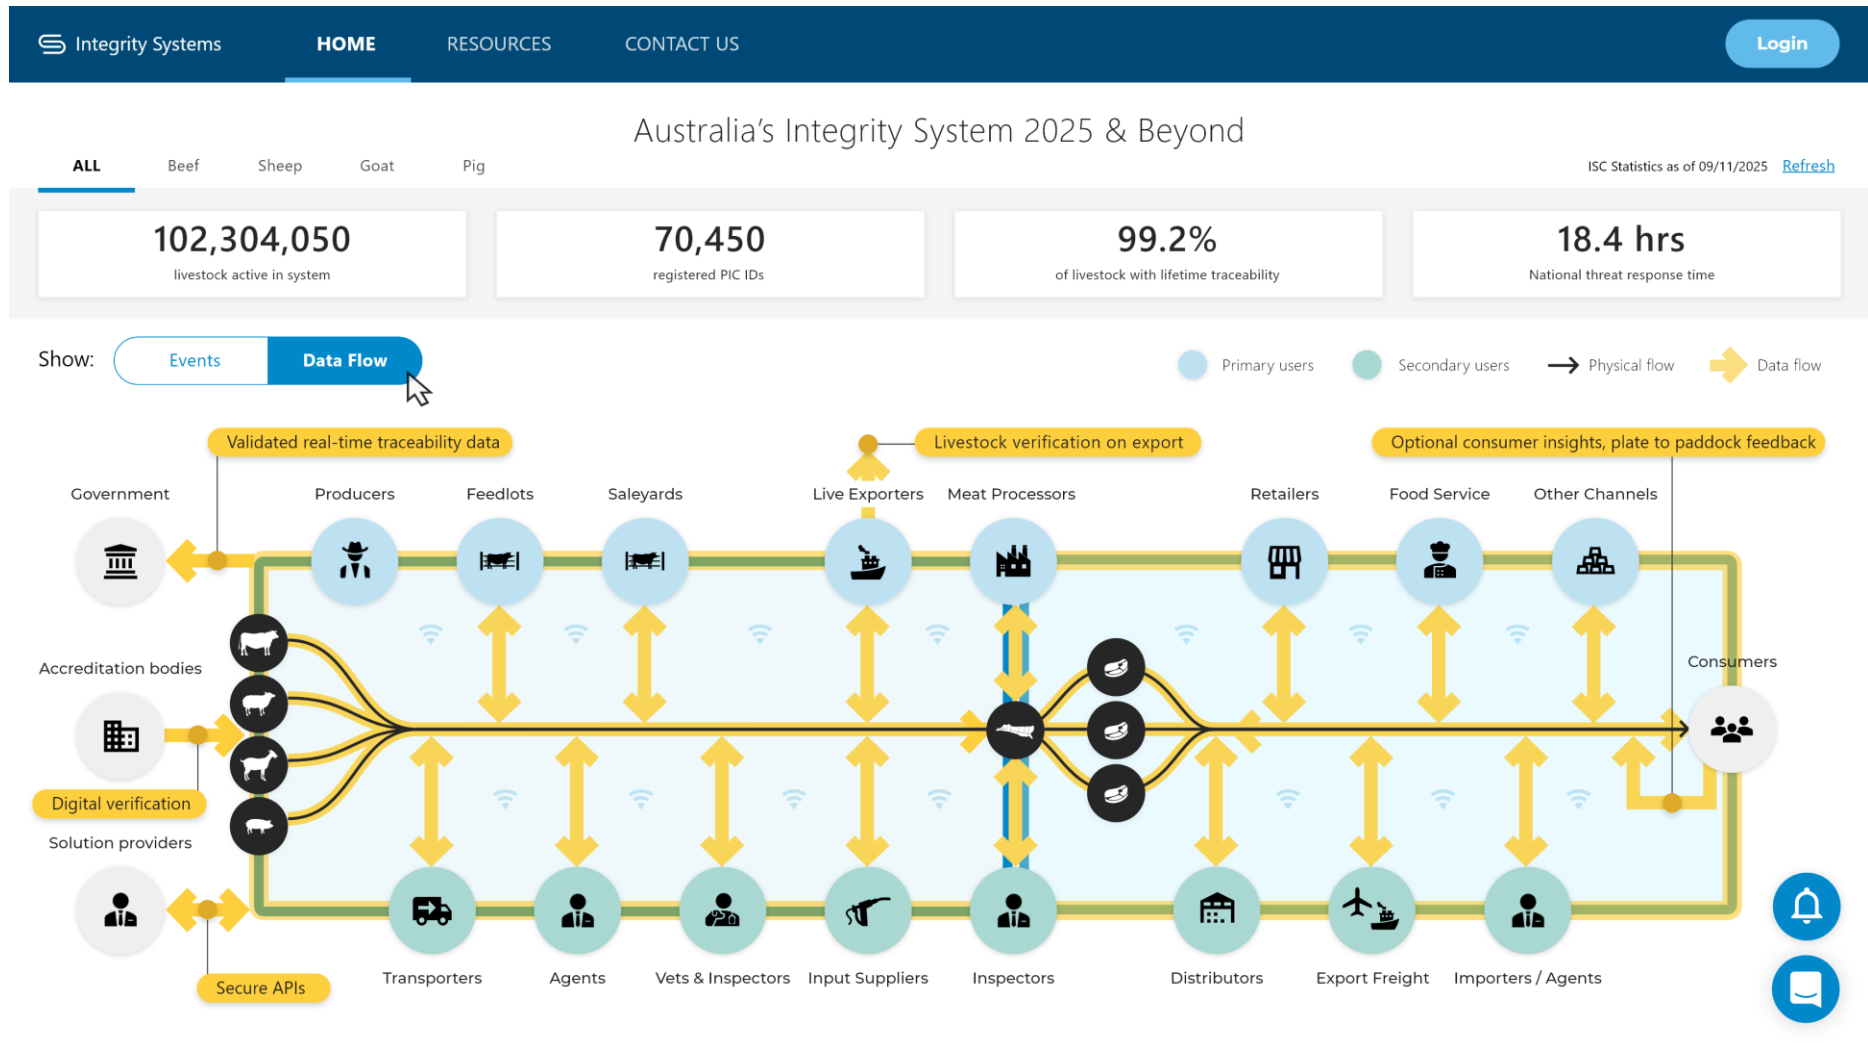 Integrity Systems
HOME
RESOURCES
CONTACT US
Login
Australia's Integrity System 2025 & Beyond
ALL
Beef
Sheep
Goat
Pig
ISC Statistics as of 09/11/2025
Refresh
102,304,050
livestock active in system
70,450
registered PIC IDs
99.2%
of livestock with lifetime traceability
18.4 hrs
National threat response time
Show:
Events
Data Flow
Primary users
Secondary users
Physical flow
Data flow
Validated real-time traceability data
Livestock verification on export
Optional consumer insights, plate to paddock feedback
Government
Producers
Feedlots
Saleyards
Live Exporters
Meat Processors
Retailers
Food Service
Other Channels
Accreditation bodies
Consumers
Digital verification
Solution providers
Secure APIs
Transporters
Agents
Vets & Inspectors
Input Suppliers
Inspectors
Distributors
Export Freight
Importers / Agents